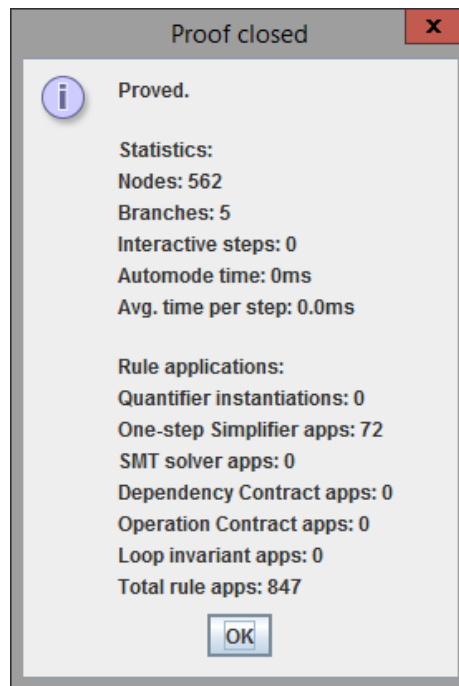 Proof closed
x
i
Proved.
Statistics:
Nodes: 562
Branches: 5
Interactive steps: 0
Automode time: 0ms
Avg. time per step: 0.0ms
Rule applications:
Quantifier instantiations: 0
One-step Simplifier apps: 72
SMT solver apps: 0
Dependency Contract apps: 0
Operation Contract apps: 0
Loop invariant apps: 0
Total rule apps: 847
OK